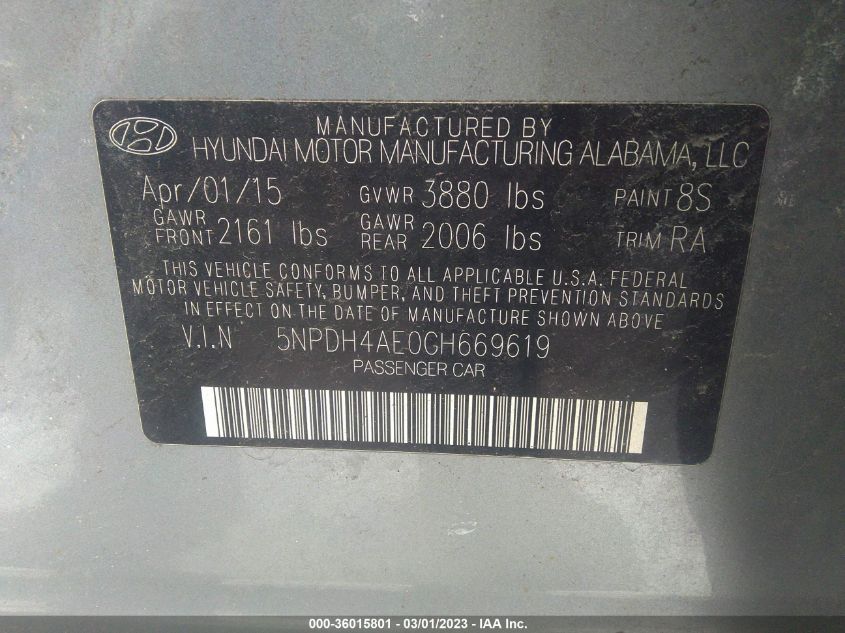 MANUFACTURED BY
HYUNDAI MOTOR MANUFACTURING ALABAMA, LLC
Apr/01/15 GVWR 3880 lbs PAINT 8S
GAWR FRONT 2161 lbs GAWR REAR 2006 lbs TRIM RA
THIS VEHICLE CONFORMS TO ALL APPLICABLE U.S.A. FEDERAL
MOTOR VEHICLE SAFETY, BUMPER, AND THEFT PREVENTION STANDARDS
IN EFFECT ON THE DATE OF MANUFACTURE SHOWN ABOVE
V.I.N 5NPDH4AE0GH669619
PASSENGER CAR
000-36015801 - 03/01/2023 - IAA Inc.